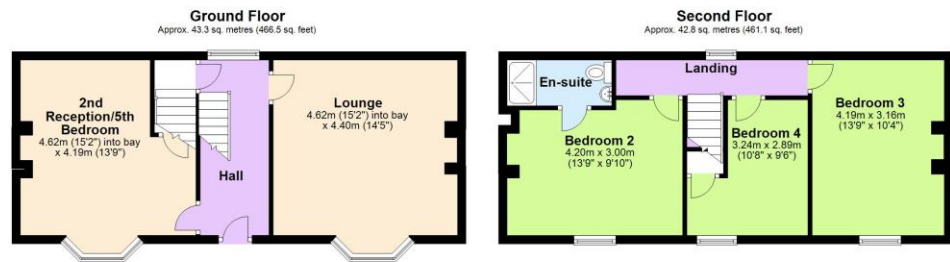 Ground Floor
Approx. 43.3 sq. metres (466.5 sq. feet)
2nd
Reception/5th
Bedroom
4.62m (15'2") into bay
x 4.19m (13'9")
Hall
Lounge
4.62m (15'2") into bay
x 4.40m (14'5")
Second Floor
Approx. 42.8 sq. metres (461.1 sq. feet)
En-suite
Landing
Bedroom 2
4.20m x 3.00m
(13'9" x 9'10")
Bedroom 4
3.24m x 2.89m
(10'8" x 9'6")
Bedroom 3
4.19m x 3.16m
(13'9" x 10'4")